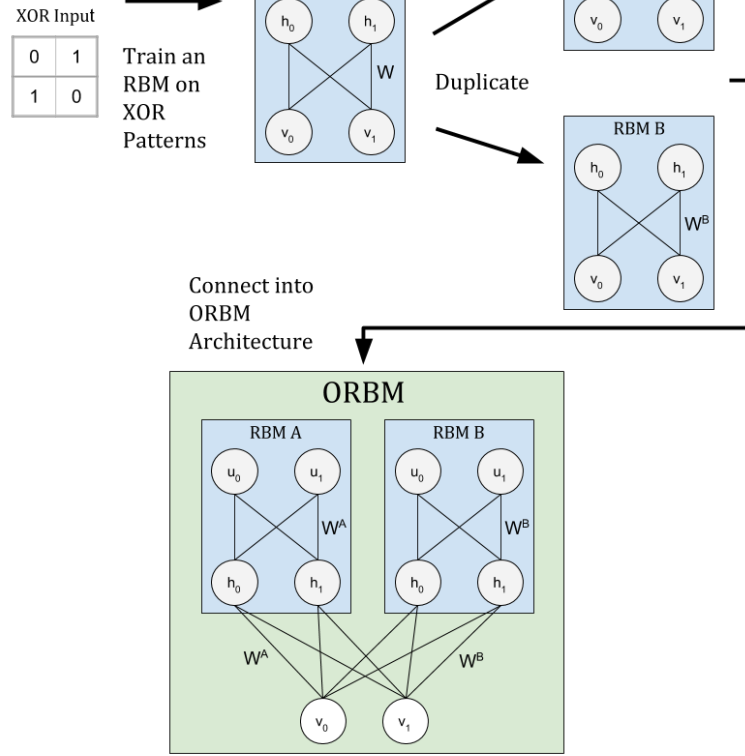 XOR Input
0 1
1 0
Train an
RBM on
XOR
Patterns
h₀ h₁
W
v₀ v₁
Duplicate
v₀ v₁
RBM B
h₀ h₁
Wᴮ
v₀ v₁
Connect into
ORBM
Architecture
ORBM
RBM A
u₀ u₁
Wᴬ
h₀ h₁
RBM B
u₀ u₁
Wᴮ
h₀ h₁
Wᴬ
Wᴮ
v₀ v₁